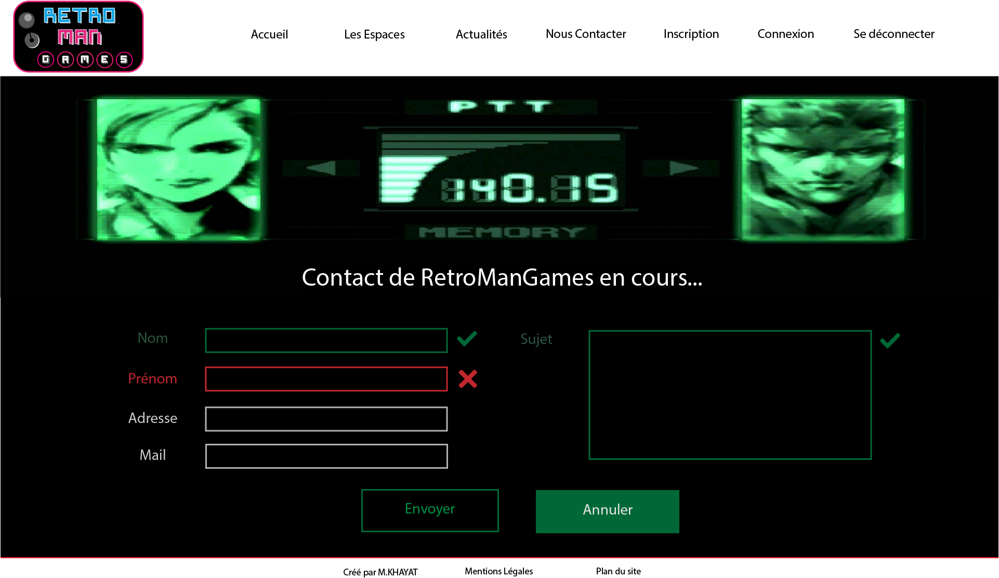 RETRO
MAN
GAMES
Accueil
Les Espaces
Actualités
Nous Contacter
Inscription
Connexion
Se déconnecter
PTT
140.15
MEMORY
Contact de RetroManGames en cours...
Nom
Sujet
Prénom
Adresse
Mail
Envoyer
Annuler
Créé par M.KHAYAT
Mentions Légales
Plan du site